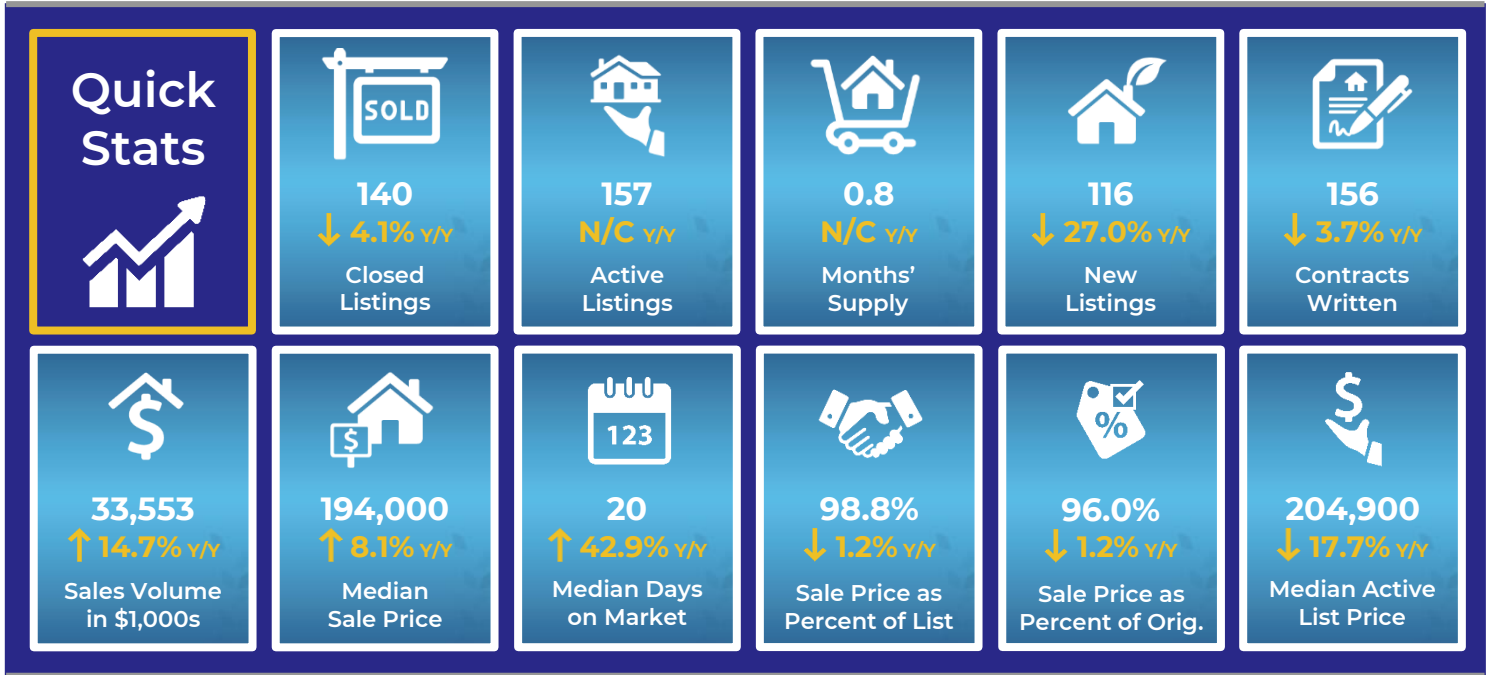 Quick
Stats
SOLD
140
↓ 4.1% Y/Y
Closed
Listings
157
N/C Y/Y
Active
Listings
0.8
N/C Y/Y
Months’
Supply
116
↓ 27.0% Y/Y
New
Listings
156
↓ 3.7% Y/Y
Contracts
Written
$
33,553
↑ 14.7% Y/Y
Sales Volume
in $1,000s
$
194,000
↑ 8.1% Y/Y
Median
Sale Price
123
20
↑ 42.9% Y/Y
Median Days
on Market
98.8%
↓ 1.2% Y/Y
Sale Price as
Percent of List
%
96.0%
↓ 1.2% Y/Y
Sale Price as
Percent of Orig.
$
204,900
↓ 17.7% Y/Y
Median Active
List Price